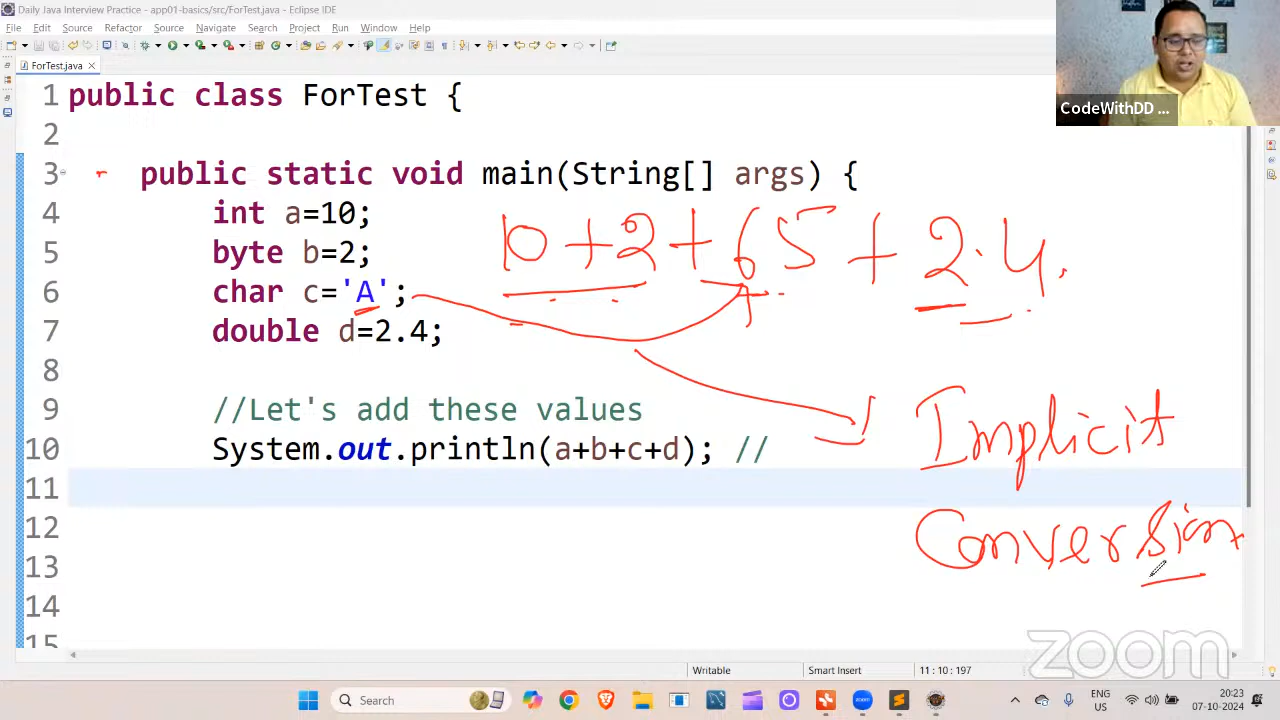 Daily Java Interview Practice - app01-basics/src/ForTest.java - Eclipse IDE
File Edit Source Refactor Source Navigate Search Project Run Window Help
ForTest.java
CodeWithDD ...
1 public class ForTest {
2
3 public static void main(String[] args) {
4 int a=10;
5 byte b=2;
10+2+65+2.4
6 char c='A';
7 double d=2.4;
8
9 //Let's add these values
Implicit
10 System.out.println(a+b+c+d); //
11
12
Conversion
13
14
15
zoom
Writable Smart Insert 11 : 10 : 197
Search
ENG
US
20:23
07-10-2024